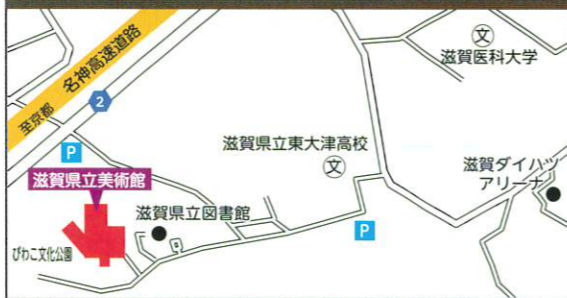 名神高速道路
至京都
2
P
滋賀県立美術館
びわこ文化公園
滋賀県立図書館
滋賀県立東大津高校
文
P
文
滋賀医科大学
滋賀ダイハツ
アリーナ